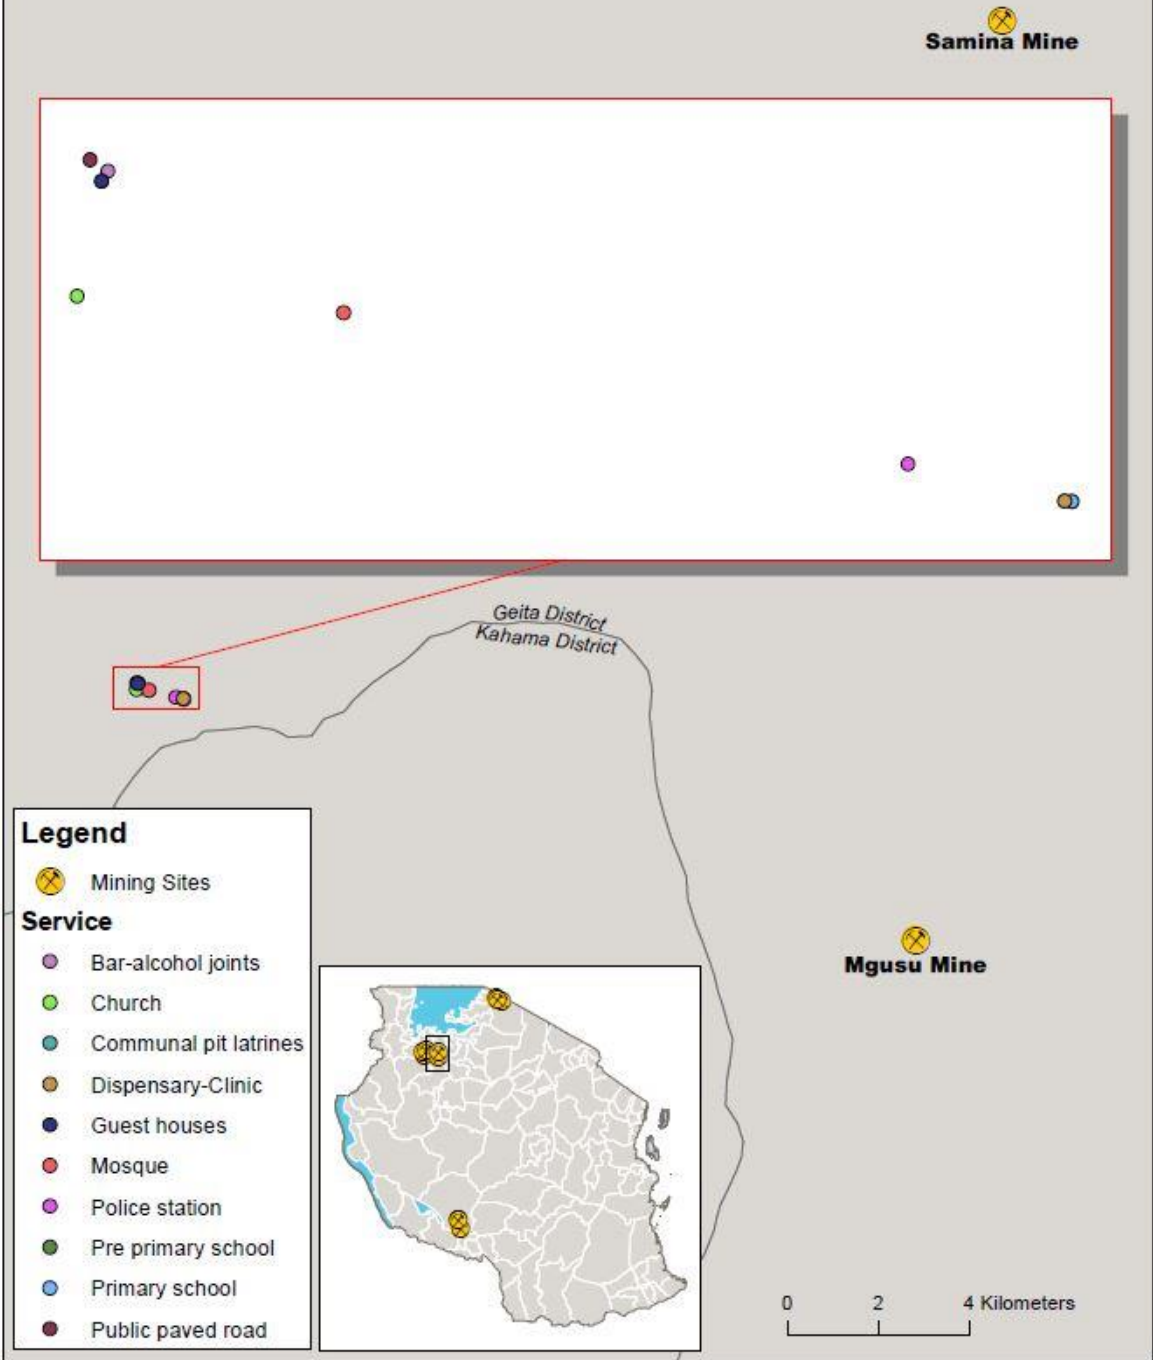 Samina Mine
Geita District
Kahama District
Legend
Mining Sites
Service
Bar-alcohol joints
Church
Communal pit latrines
Dispensary-Clinic
Guest houses
Mosque
Police station
Pre primary school
Primary school
Public paved road
Mgusu Mine
0 2 4 Kilometers